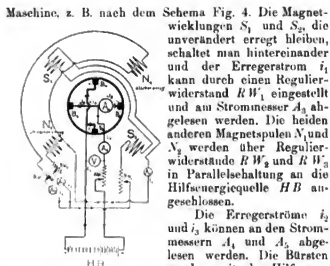 Maschine, z. B. nach dem Schema Fig. 4. Die Magnet-
wicklungen S₁ und S₂, die
unverändert erregt bleiben,
schaltet man hintereinander
und der Erregerstrom i₁
kann durch einen Regulier-
widerstand R W₁ eingestellt
und am Strommesser A₃ ab-
gelesen werden. Die beiden
anderen Magnetspulen N₁ und
N₂ werden über Regulier-
widerstände R W₂ und R W₃
in Parallelschaltung an die
Hilfsenergiequelle H B an-
geschlossen.
Die Erregerströme i₂
und i₃ können an den Strom-
messern A₄ und A₅ abge-
lesen werden. Die Bürsten
S
N
S
N
A
A
V
H B